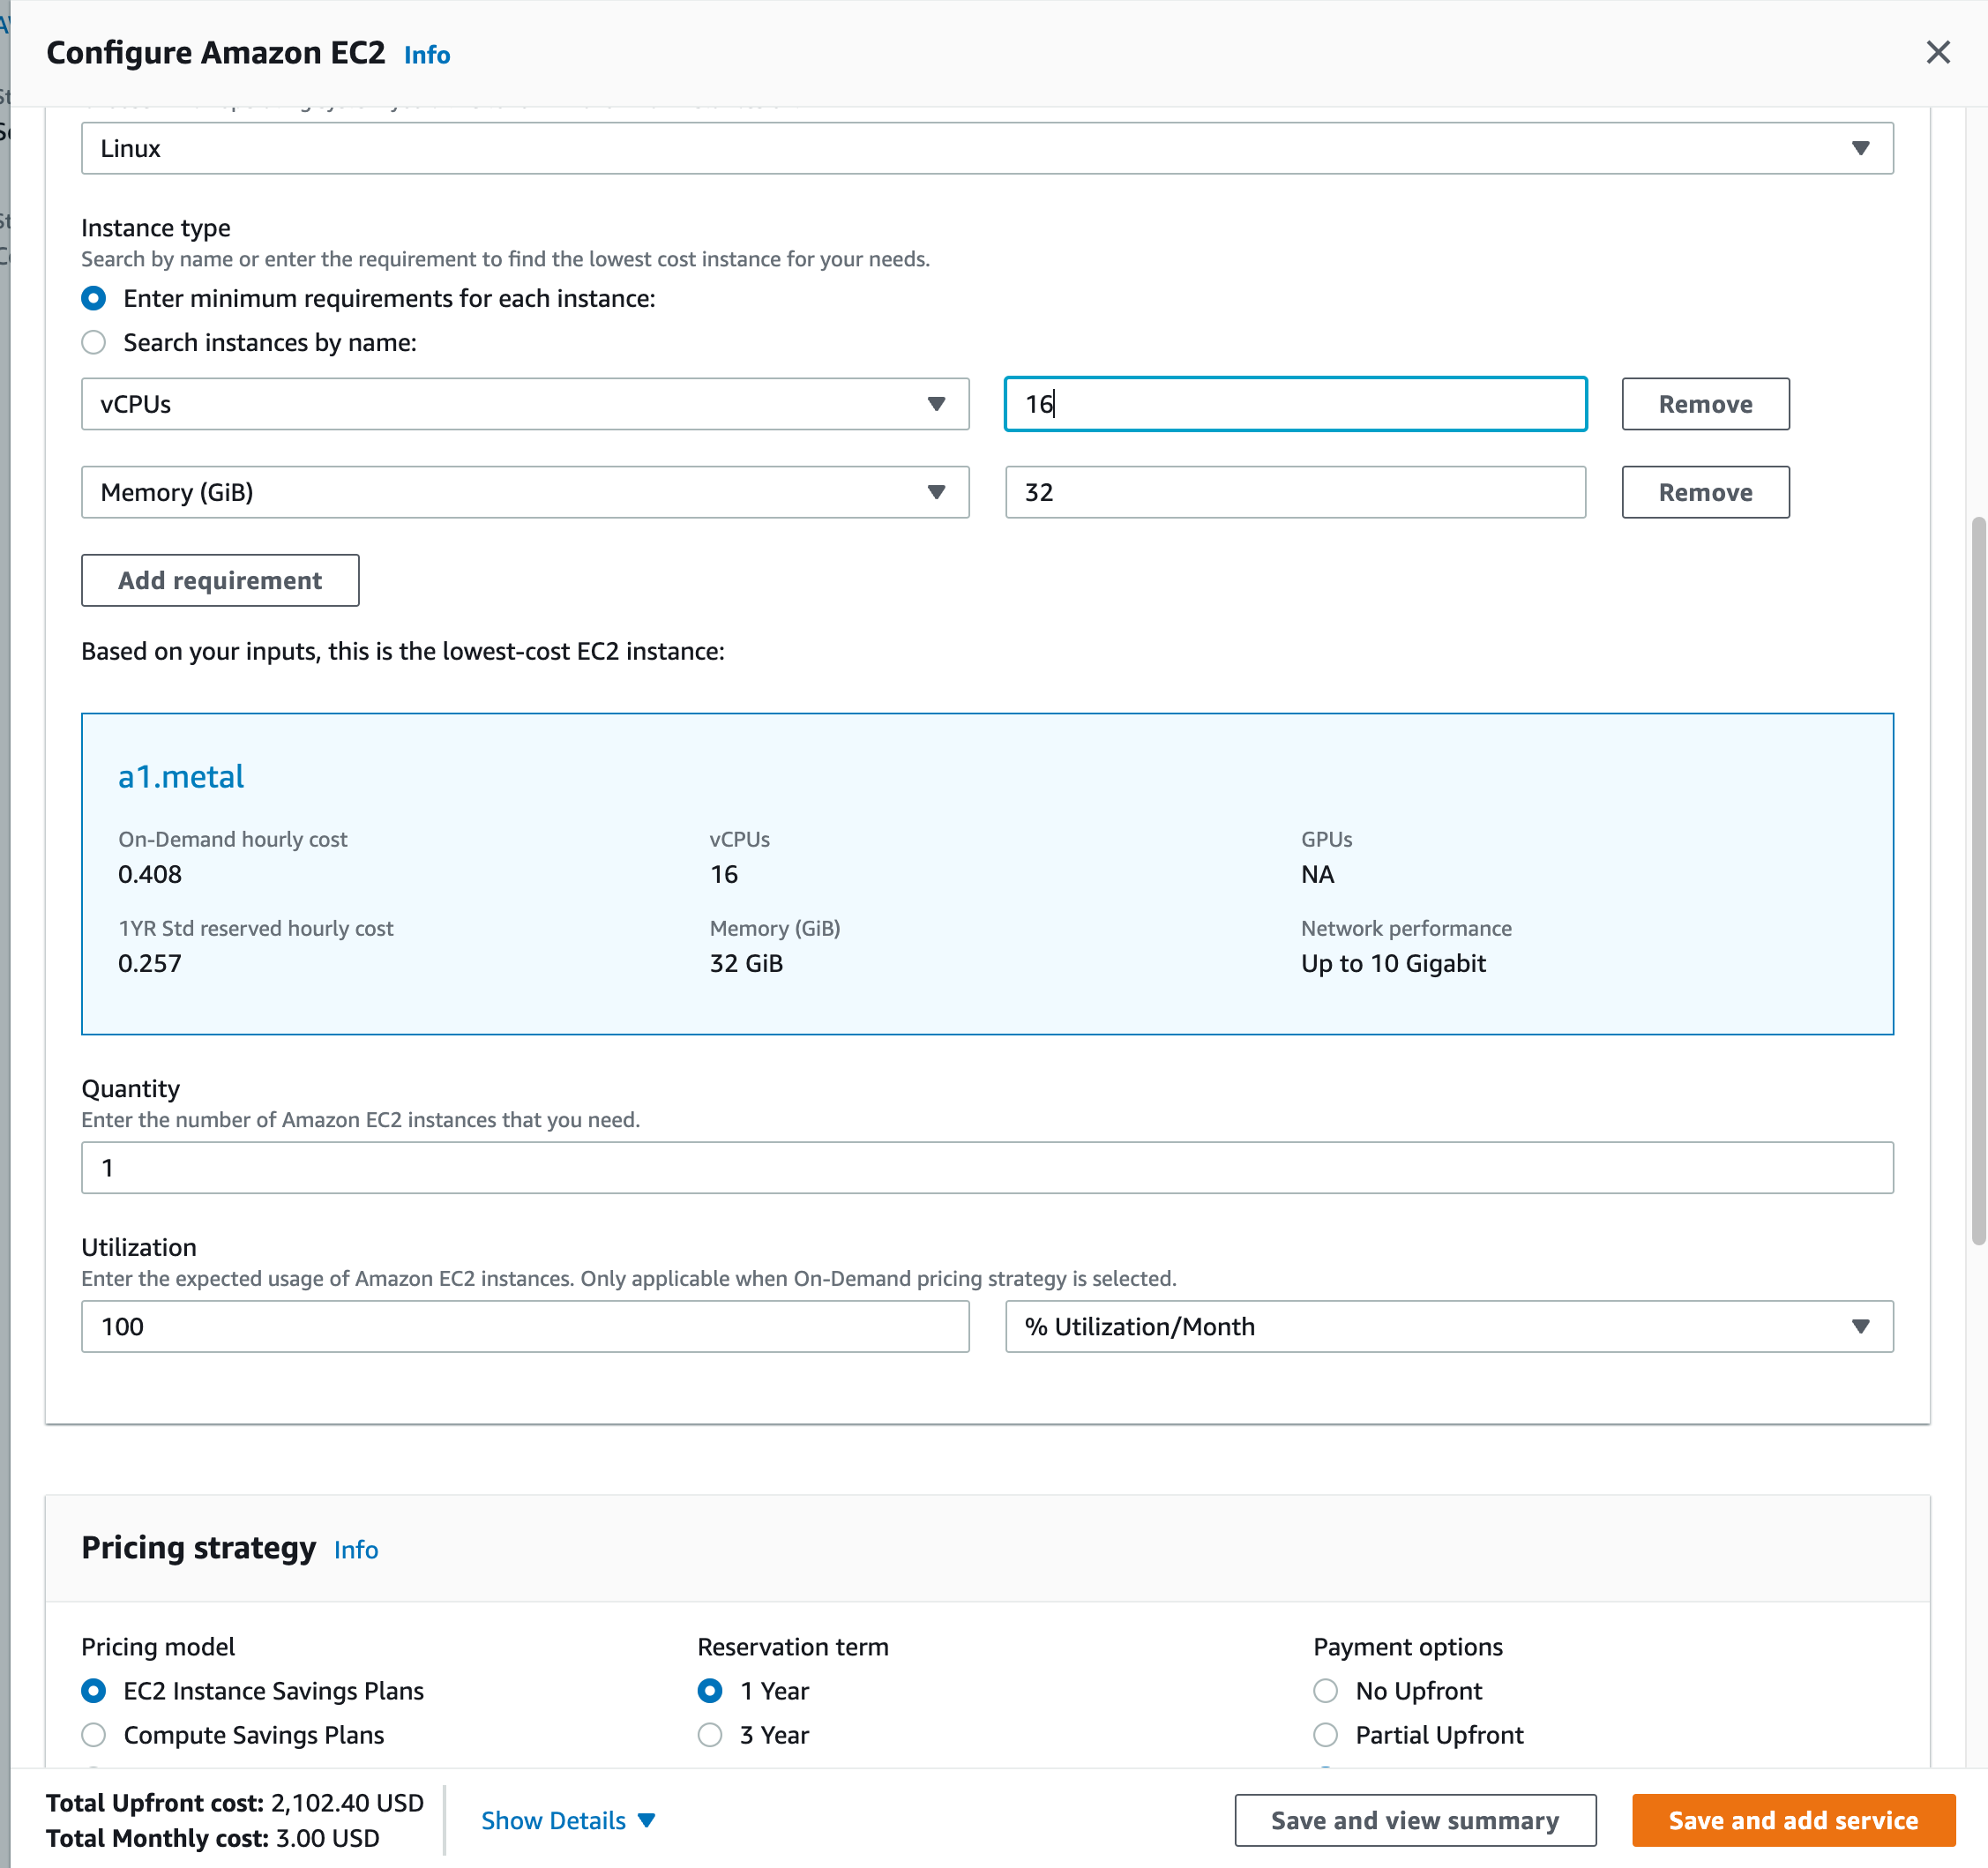 Configure Amazon EC2 Info
Linux
Instance type
Search by name or enter the requirement to find the lowest cost instance for your needs.
Enter minimum requirements for each instance:
Search instances by name:
vCPUs 16 Remove
Memory (GiB) 32 Remove
Add requirement
Based on your inputs, this is the lowest-cost EC2 instance:
a1.metal
On-Demand hourly cost vCPUs GPUs
0.408 16 NA
1YR Std reserved hourly cost Memory (GiB) Network performance
0.257 32 GiB Up to 10 Gigabit
Quantity
Enter the number of Amazon EC2 instances that you need.
1
Utilization
Enter the expected usage of Amazon EC2 instances. Only applicable when On-Demand pricing strategy is selected.
100 % Utilization/Month
Pricing strategy Info
Pricing model Reservation term Payment options
EC2 Instance Savings Plans 1 Year No Upfront
Compute Savings Plans 3 Year Partial Upfront
Total Upfront cost: 2,102.40 USD
Total Monthly cost: 3.00 USD
Show Details
Save and view summary
Save and add service